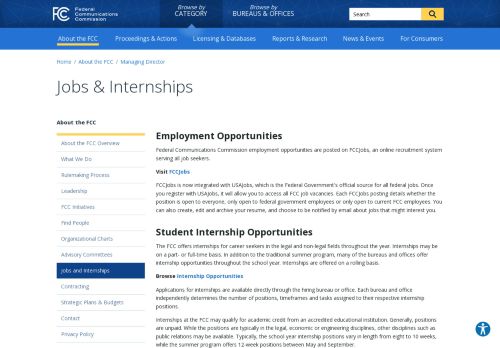 FCC Federal Communications Commission
Browse by CATEGORY
Browse by BUREAUS & OFFICES
Search
About the FCC
Proceedings & Actions
Licensing & Databases
Reports & Research
News & Events
For Consumers
Home / About the FCC / Managing Director
Jobs & Internships
About the FCC
About the FCC Overview
What We Do
Rulemaking Process
Leadership
FCC Initiatives
Find People
Organizational Charts
Advisory Committees
Jobs and Internships
Contracting
Strategic Plans & Budgets
Contact
Privacy Policy
Employment Opportunities
Federal Communications Commission employment opportunities are posted on FCCJobs, an online recruitment system
serving all job seekers.
Visit FCCJobs
FCCJobs is now integrated with USAJobs, which is the Federal Government's official source for all federal jobs. Once
you register with USAJobs, it will allow you to access all FCC job vacancies. Each FCCJobs posting details whether the
position is open to everyone, only open to federal government employees or only open to current FCC employees. You
can also create, edit and archive your resume, and choose to be notified by email about jobs that might interest you.
Student Internship Opportunities
The FCC offers internships for career seekers in the legal and non-legal fields throughout the year. Internships may be
on a part- or full-time basis. In addition to the traditional summer program, many of the bureaus and offices offer
internship opportunities throughout the school year. Internships are offered on a rolling basis.
Browse Internship Opportunities
Applications for internships are available directly through the hiring bureau or office. Each bureau and office
independently determines the number of positions, timeframes and tasks assigned to their respective internship
positions.
Internships at the FCC may qualify for academic credit from an accredited educational institution. Generally, positions
are unpaid. While the positions are typically in the legal, economic or engineering disciplines, other disciplines such as
public relations may be available. Typically, the school year internship positions vary in length from eight to 10 weeks,
while the summer program offers 12-week positions between May and September.